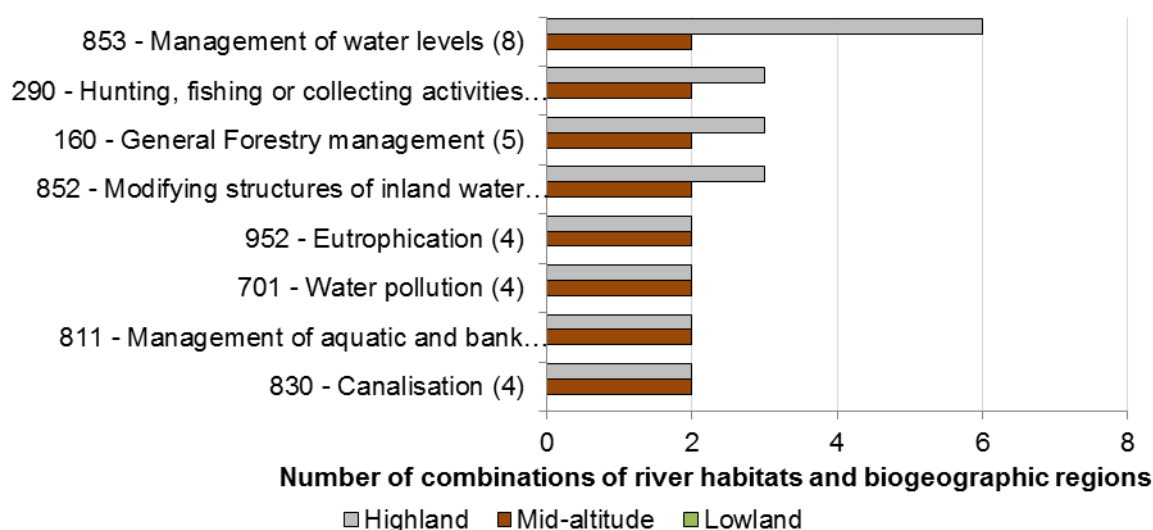 853 - Management of water levels (8)
290 - Hunting, fishing or collecting activities…
160 - General Forestry management (5)
852 - Modifying structures of inland water…
952 - Eutrophication (4)
701 - Water pollution (4)
811 - Management of aquatic and bank…
830 - Canalisation (4)
0 2 4 6 8
Number of combinations of river habitats and biogeographic regions
Highland Mid-altitude Lowland